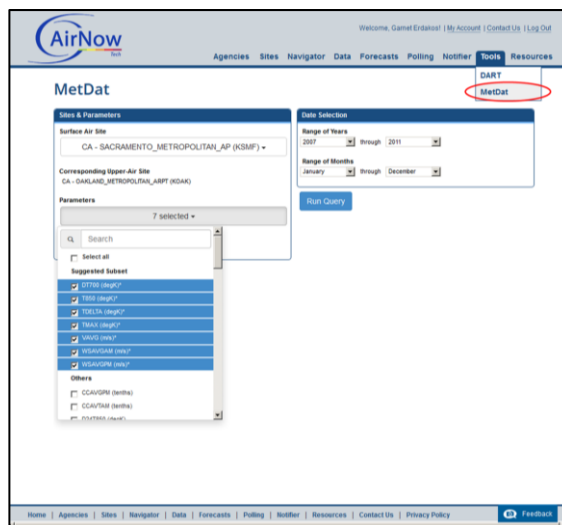 Welcome, Garnet Erdanos! | My Account | Contact Us | Log Out
AirNow
Tech
Agencies Sites Navigator Data Forecasts Polling Notifier Tools Resources
DART
MetDat
MetDat
Sites & Parameters
Surface Air Site
CA - SACRAMENTO_METROPOLITAN_AP (KSMF)
Corresponding Upper-Air Site
CA - OAKLAND_METROPOLITAN_ARPT (KOAK)
Parameters
7 selected
Search
Select all
Suggested Subset
DT700 (degK)*
T850 (degK)*
TDELTA (degK)*
TMAX (degK)*
VAVG (m/s)*
WSAVGAM (m/s)*
WSAVGPM (m/s)*
Others
CCAVGPM (tenths)
CCAVTAM (tenths)
D24T850 (degK)
Date Selection
Range of Years
2007 through 2011
Range of Months
January through December
Run Query
Home | Agencies | Sites | Navigator | Data | Forecasts | Polling | Notifier | Resources | Contact Us | Privacy Policy
Feedback